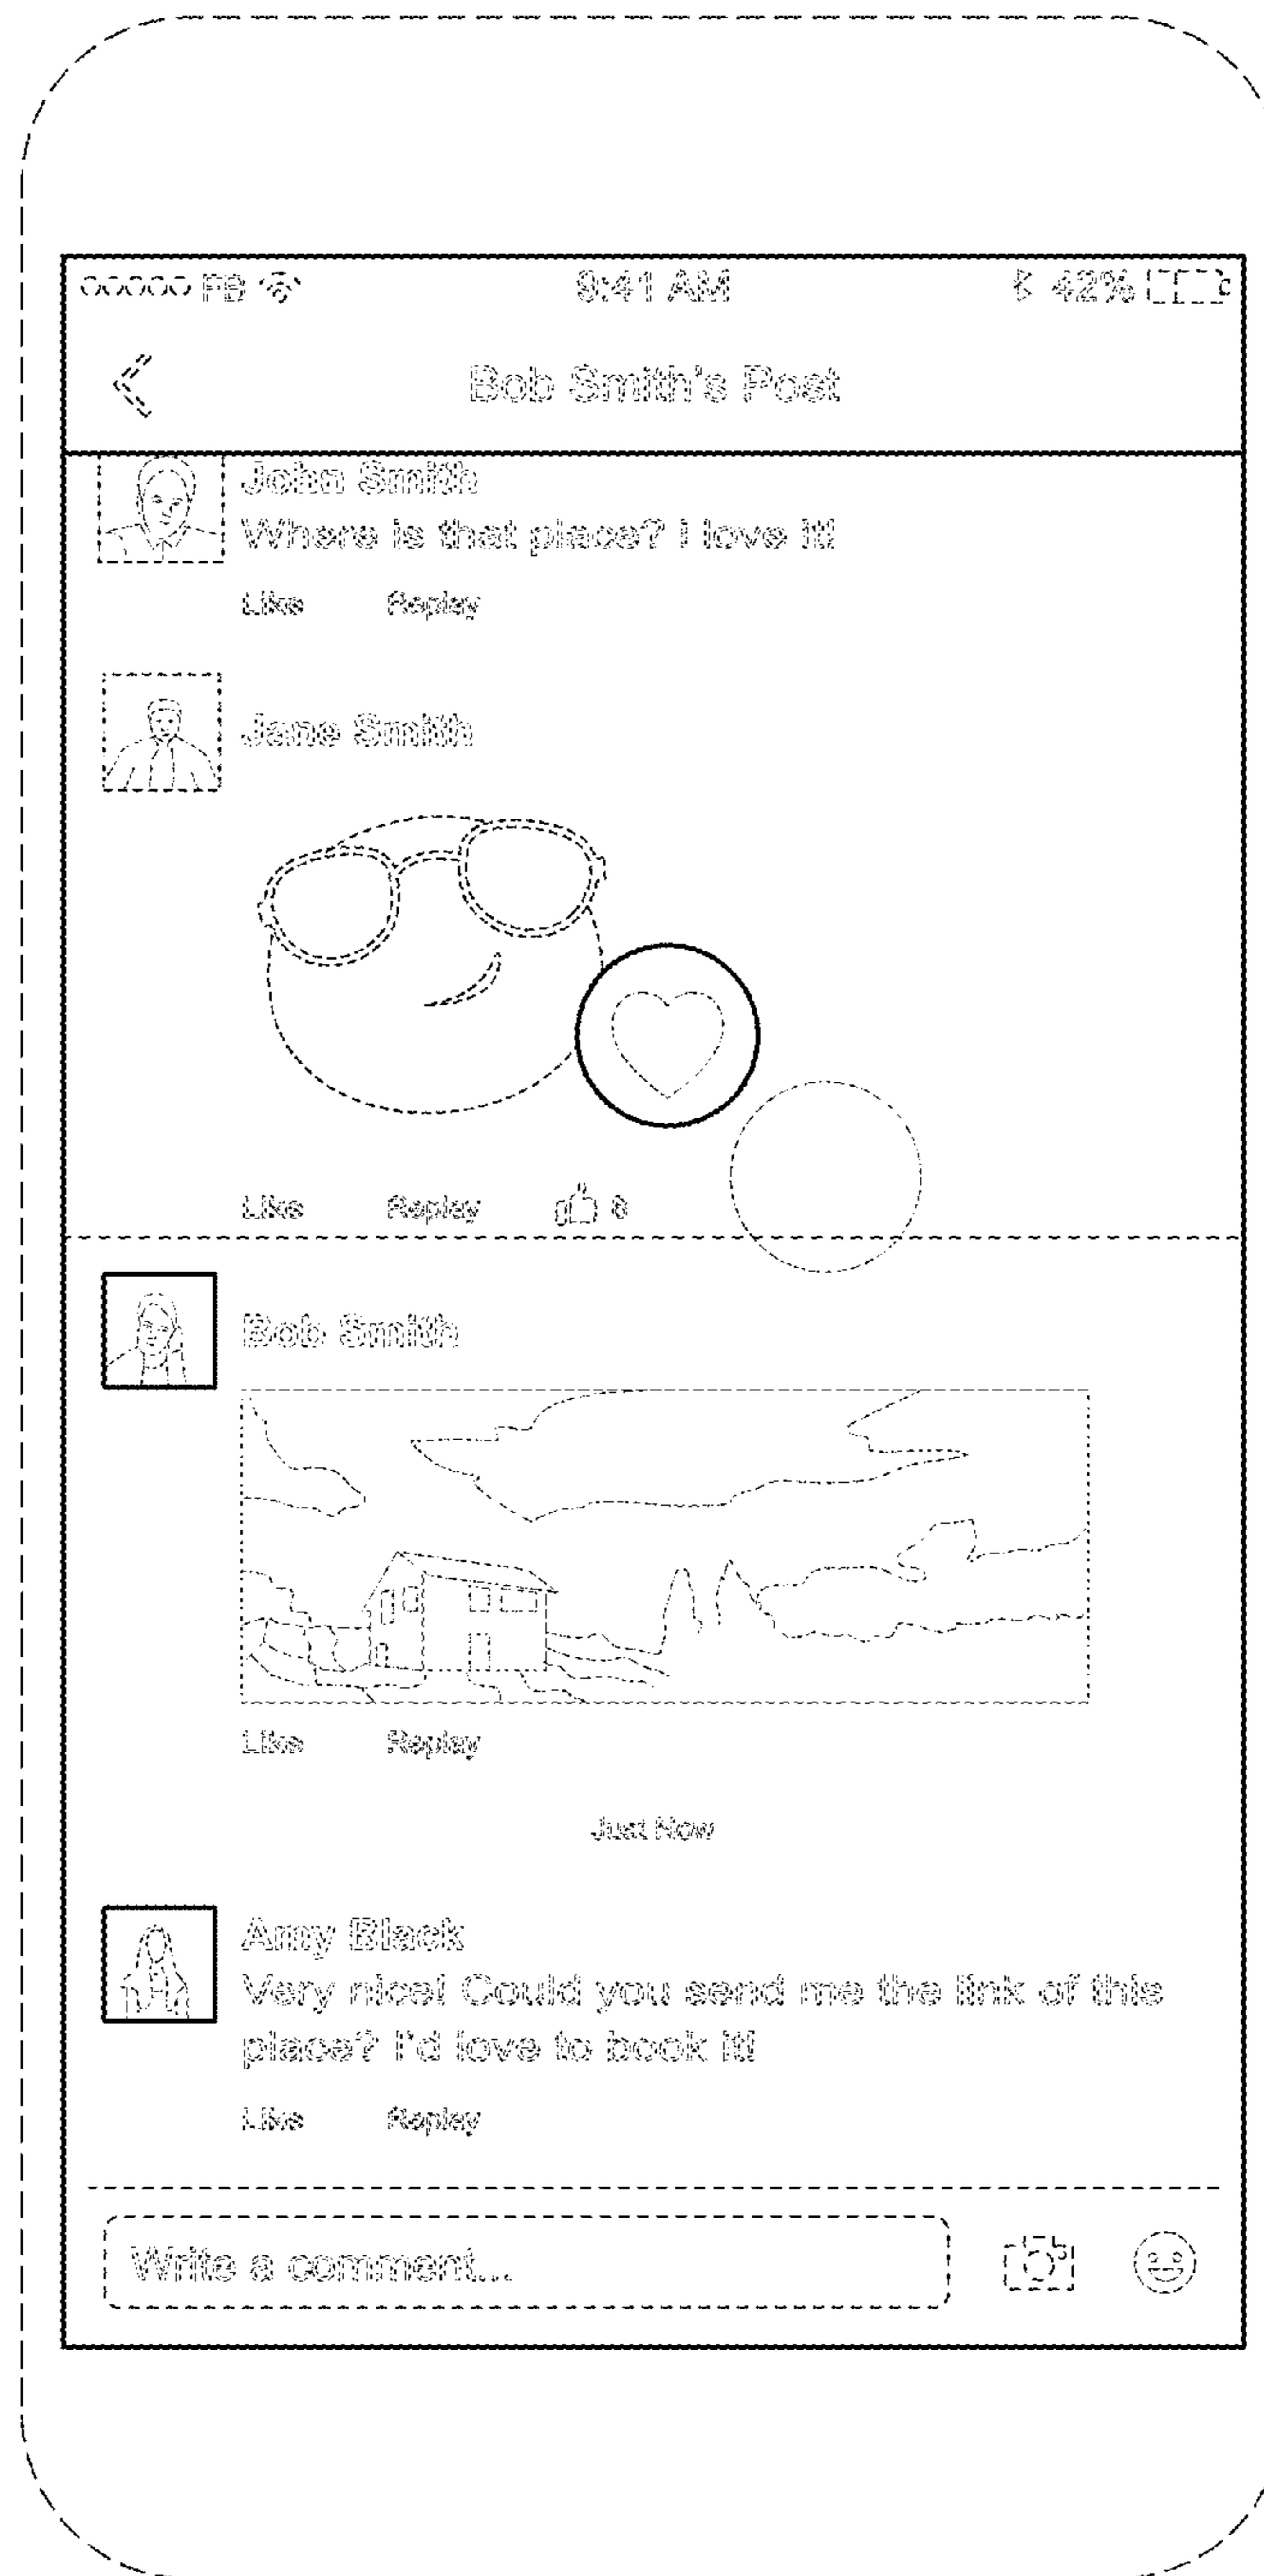 FB 9:41 AM 42%
Bob Smith's Post
John Smith
Where is that place? I love it!
Like Replay
Jane Smith
Like Replay
Bob Smith
Like Replay
Just Now
Amy Black
Very nice! Could you send me the link of this
place? I'd love to book it!
Like Replay
Write a comment...